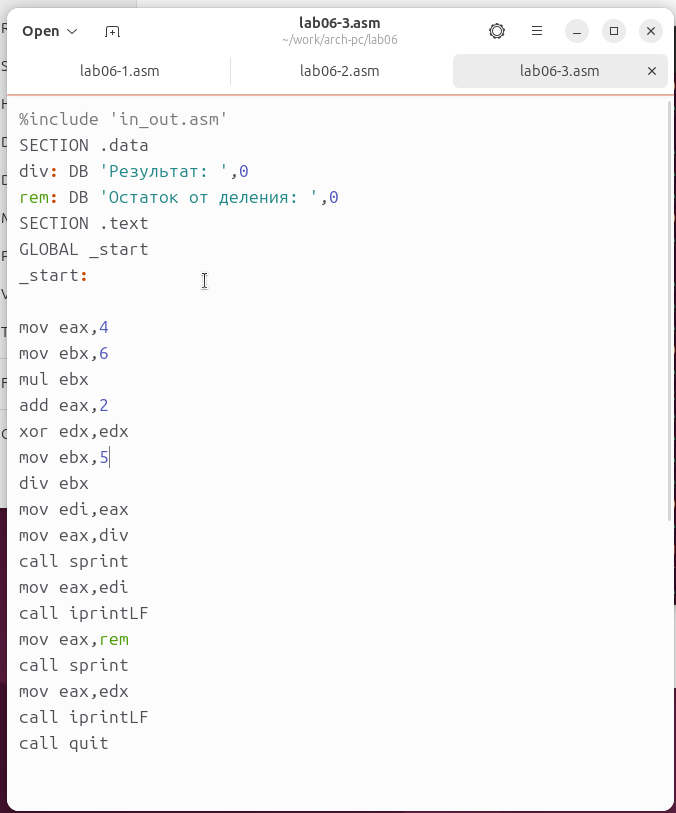 Open
lab06-3.asm
~/work/arch-pc/lab06
lab06-1.asm
lab06-2.asm
lab06-3.asm
%include 'in_out.asm'
SECTION .data
div: DB 'Результат: ',0
rem: DB 'Остаток от деления: ',0
SECTION .text
GLOBAL _start
_start:
mov eax,4
mov ebx,6
mul ebx
add eax,2
xor edx,edx
mov ebx,5
div ebx
mov edi,eax
mov eax,div
call sprint
mov eax,edi
call iprintLF
mov eax,rem
call sprint
mov eax,edx
call iprintLF
call quit